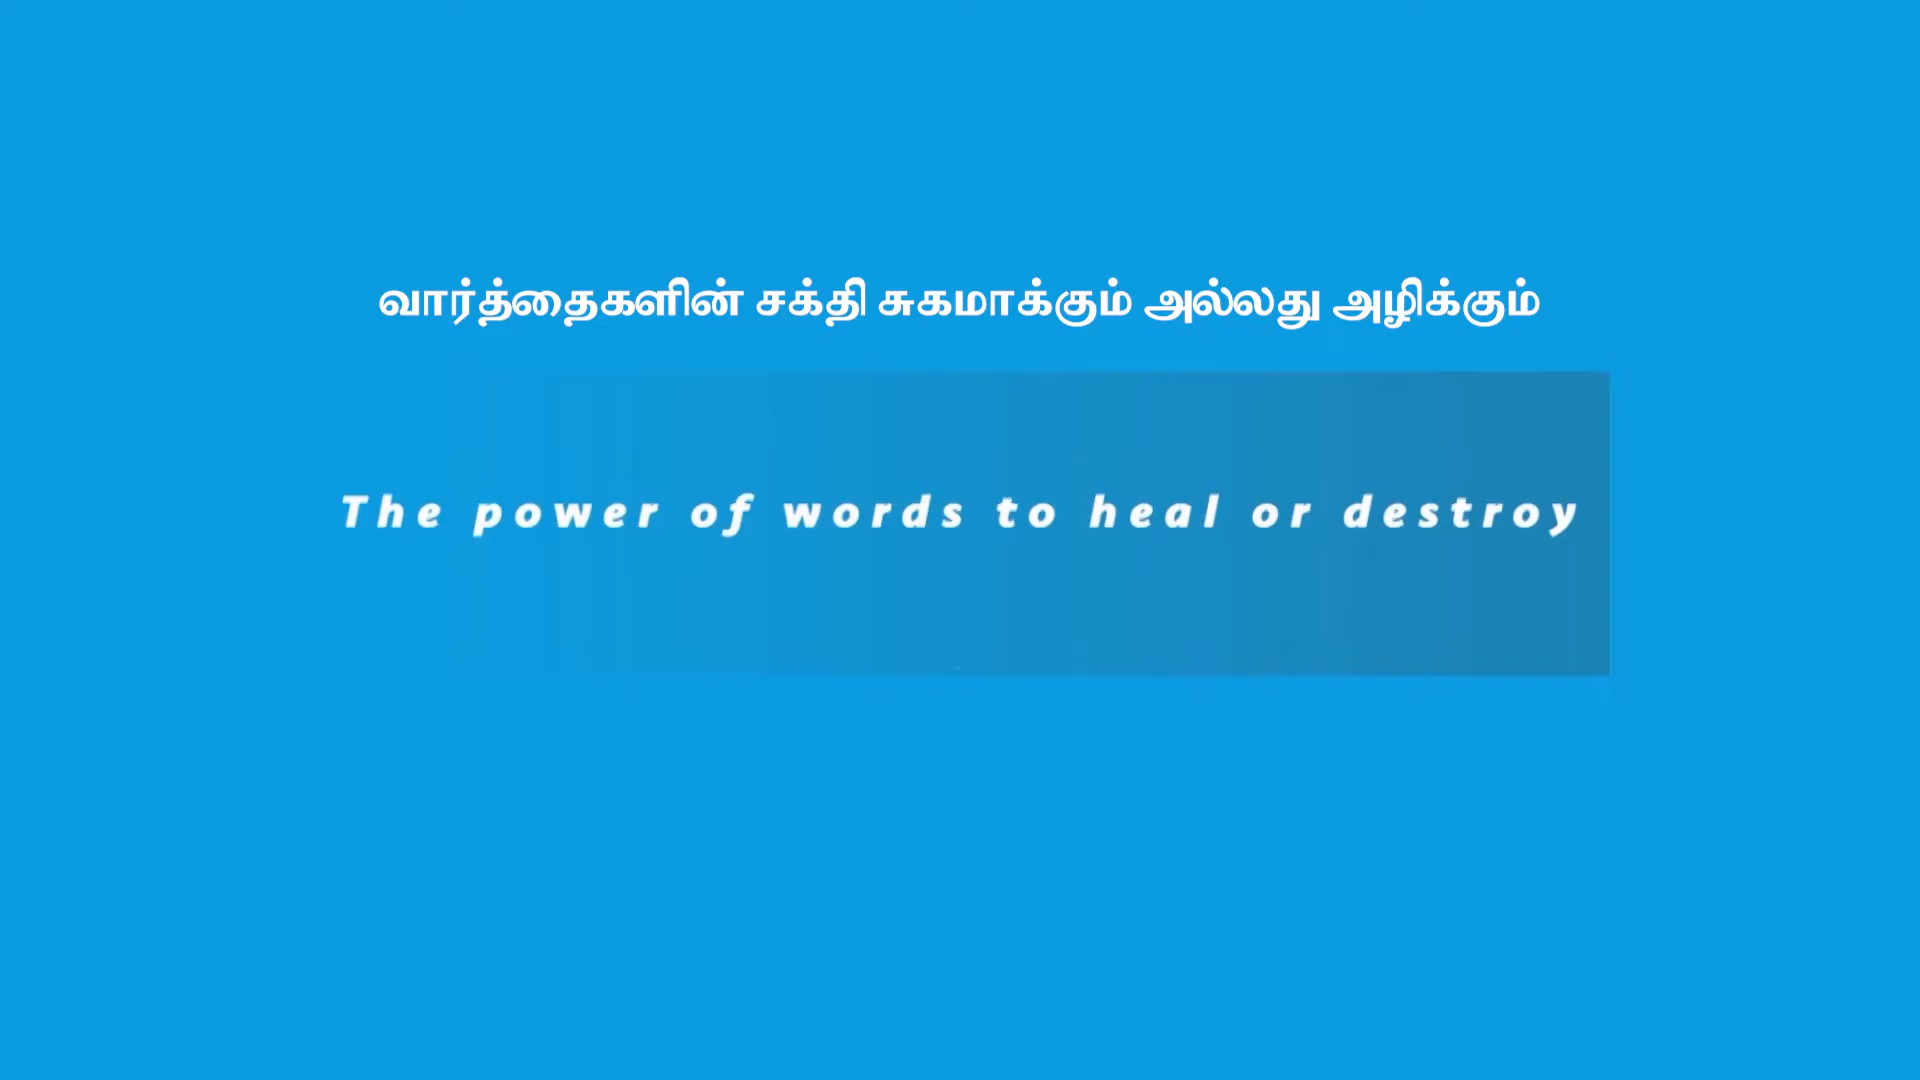 வார்த்தைகளின் சக்தி சுகமாக்கும் அல்லது அழிக்கும்
The power of words to heal or destroy